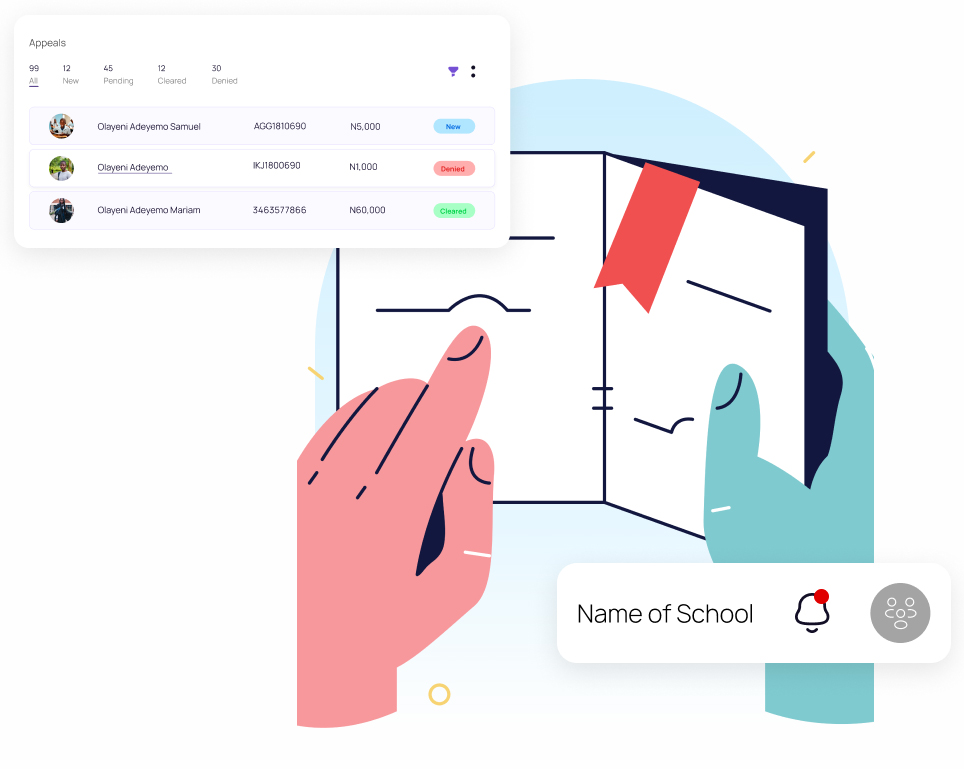 Appeals
99 12 45 12 30
All New Pending Cleared Denied
Olayeni Adeyemo Samuel AGG1810690 N5,000 New
Olayeni Adeyemo IKJ1800690 N1,000 Denied
Olayeni Adeyemo Mariam 3463577866 N60,000 Cleared
Name of School